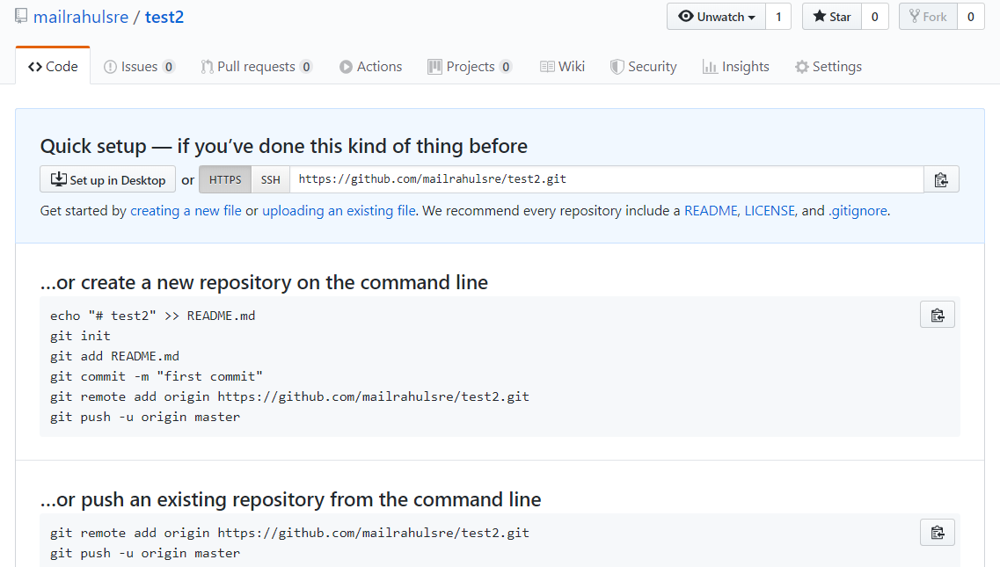 mailrahulsre / test2
Unwatch 1 Star 0 Fork 0
Code Issues 0 Pull requests 0 Actions Projects 0 Wiki Security Insights Settings
Quick setup — if you’ve done this kind of thing before
Set up in Desktop or HTTPS SSH https://github.com/mailrahulsre/test2.git
Get started by creating a new file or uploading an existing file. We recommend every repository include a README, LICENSE, and .gitignore.
…or create a new repository on the command line
echo "# test2" >> README.md
git init
git add README.md
git commit -m "first commit"
git remote add origin https://github.com/mailrahulsre/test2.git
git push -u origin master
…or push an existing repository from the command line
git remote add origin https://github.com/mailrahulsre/test2.git
git push -u origin master